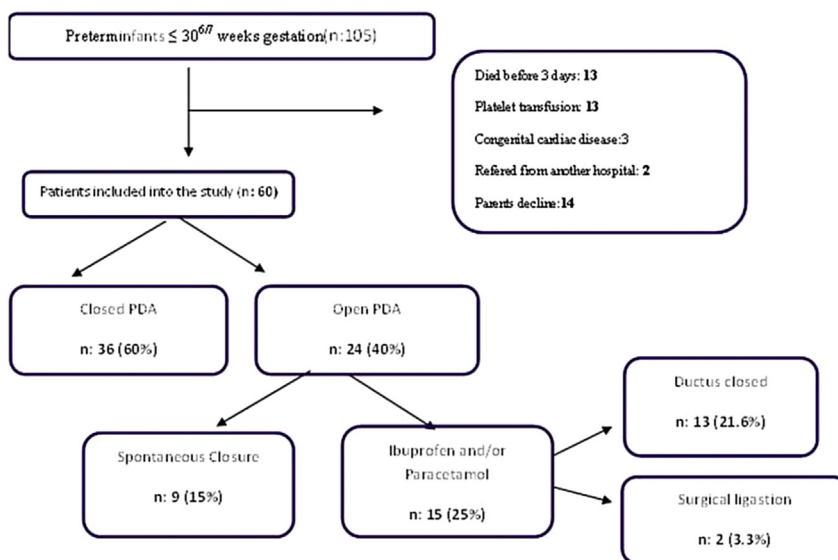 Preterminfants ≤ 30^6/7 weeks gestation(n:105)
Died before 3 days: 13
Platelet transfusion: 13
Congenital cardiac disease:3
Refered from another hospital: 2
Parents decline:14
Patients included into the study (n: 60)
Closed PDA
n: 36 (60%)
Open PDA
n: 24 (40%)
Spontaneous Closure
n: 9 (15%)
Ibuprofen and/or
Paracetamol
n: 15 (25%)
Ductus closed
n: 13 (21.6%)
Surgical ligastion
n: 2 (3.3%)